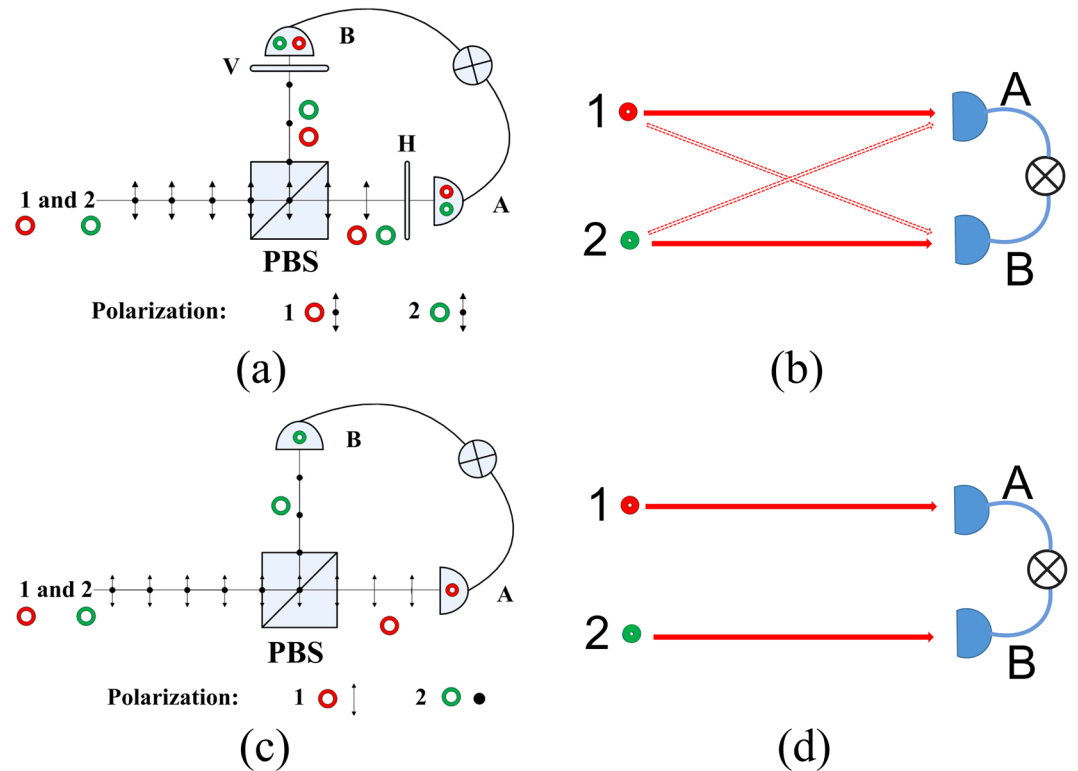 B
V
H
1 and 2
A
PBS
Polarization: 1 2
(a)
A
1
2
B
(b)
B
1 and 2
A
PBS
Polarization: 1 2
(c)
A
1
2
B
(d)